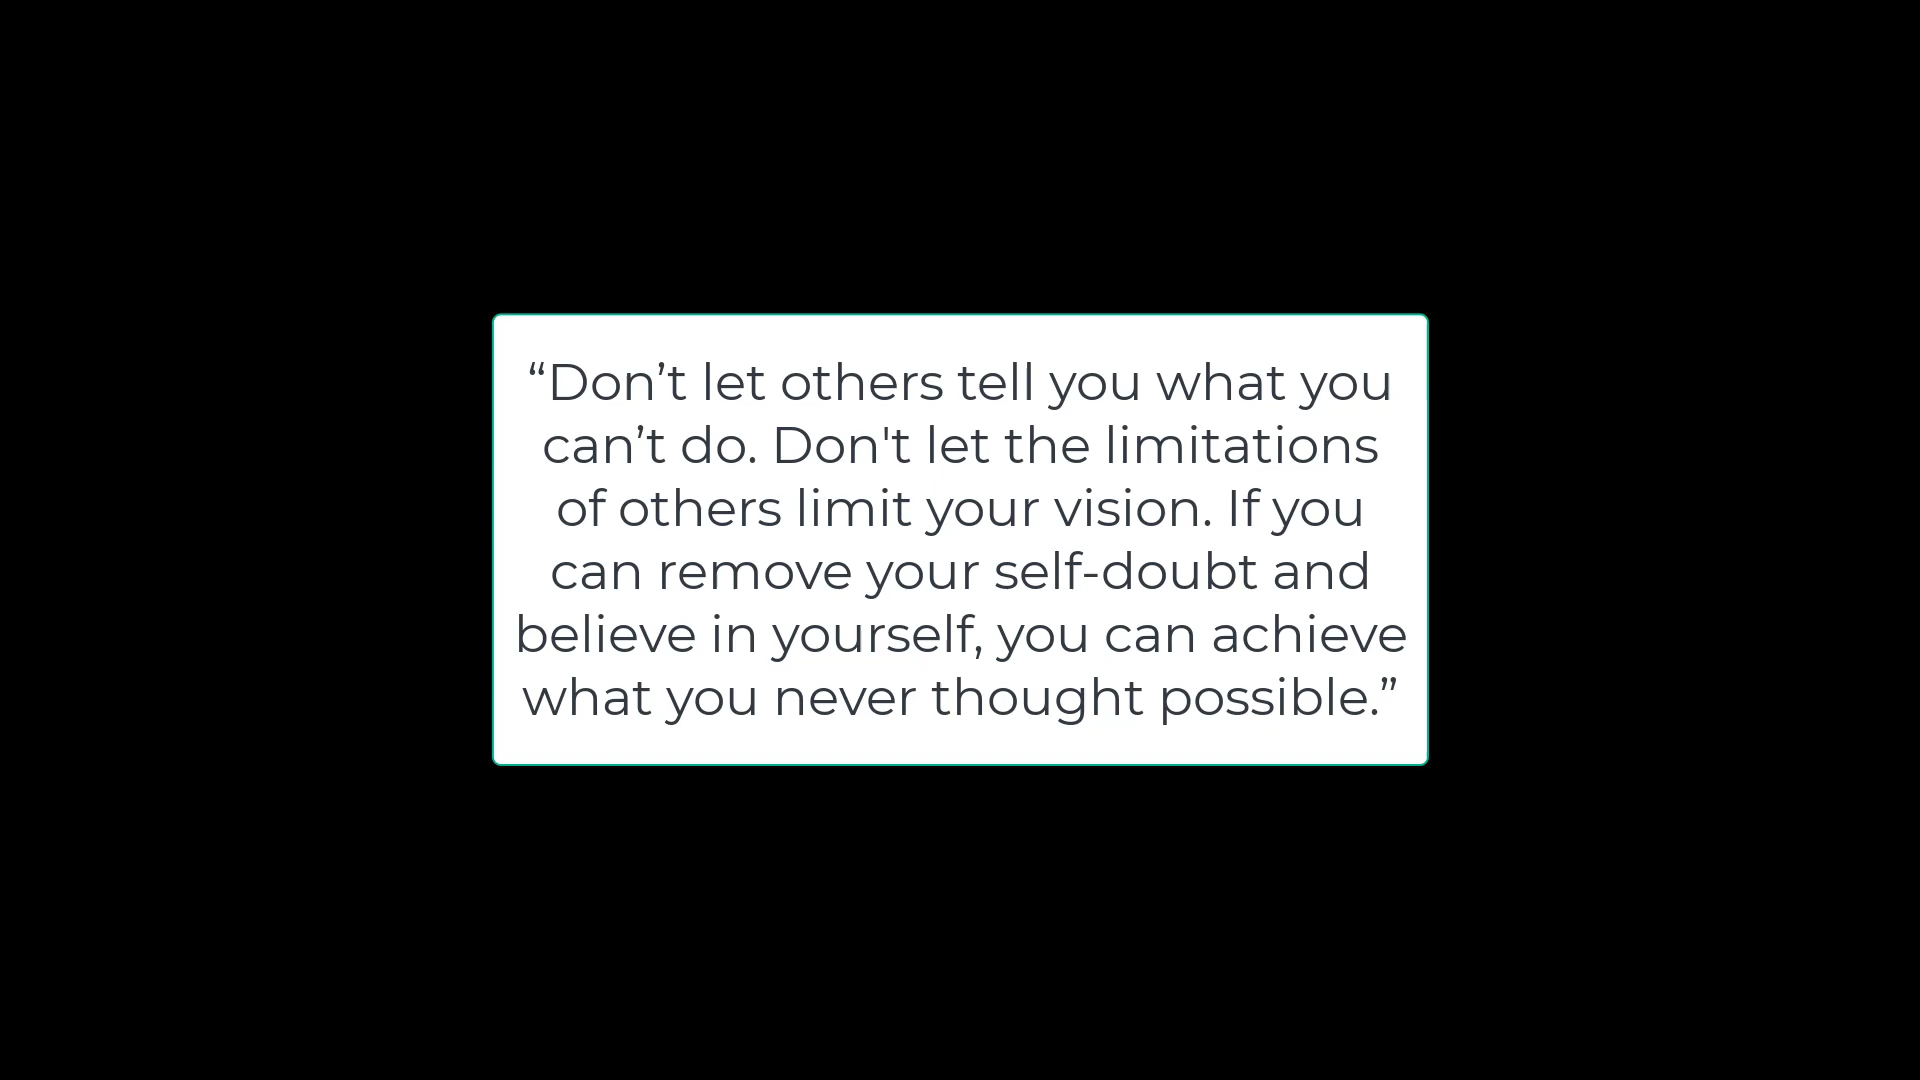 “Don’t let others tell you what you
can’t do. Don't let the limitations
of others limit your vision. If you
can remove your self-doubt and
believe in yourself, you can achieve
what you never thought possible.”